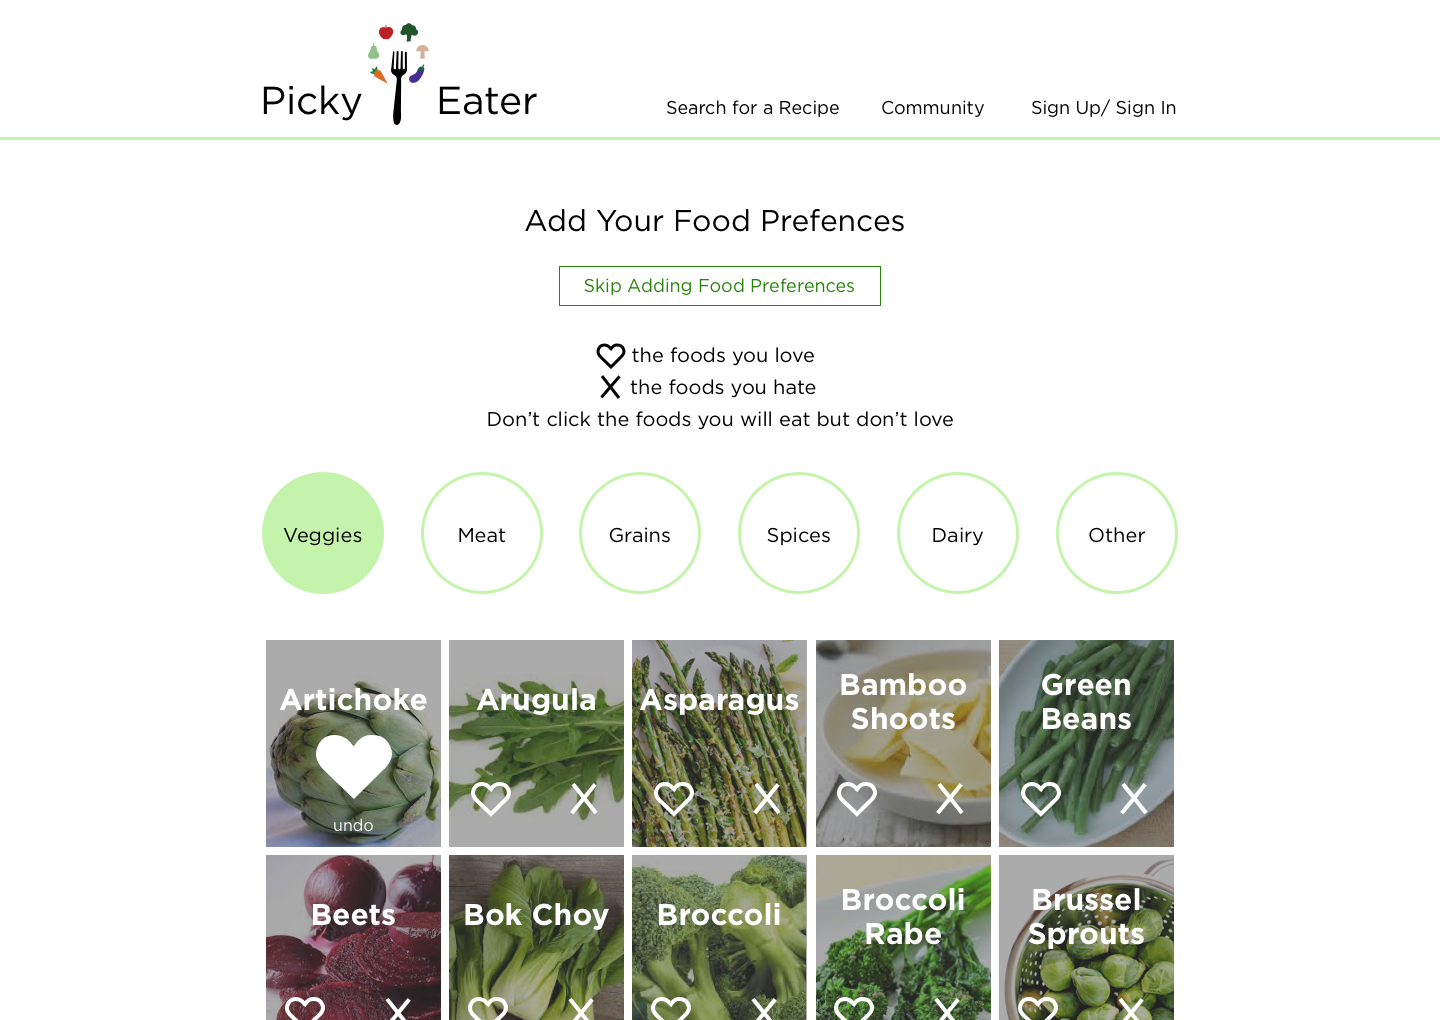 Picky Eater
Search for a Recipe
Community
Sign Up/ Sign In
Add Your Food Prefences
Skip Adding Food Preferences
the foods you love
the foods you hate
Don’t click the foods you will eat but don’t love
Veggies
Meat
Grains
Spices
Dairy
Other
Artichoke
undo
Arugula
Asparagus
Bamboo
Shoots
Green
Beans
Beets
Bok Choy
Broccoli
Broccoli
Rabe
Brussel
Sprouts